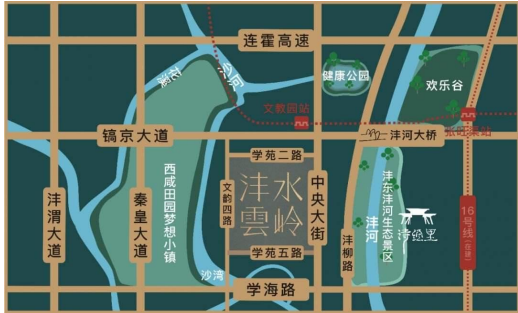 连霍高速
沙河
健康公园
欢乐谷
文教园站
镐京大道
沣河大桥
学苑二路
沣渭大道
秦皇大道
西咸田园梦想小镇
文韵四路
沣水
雲岭
中央大街
沣柳路
沣河
沣东沣河生态景区
16号线
(在建)
学苑五路
沙湾
学海路